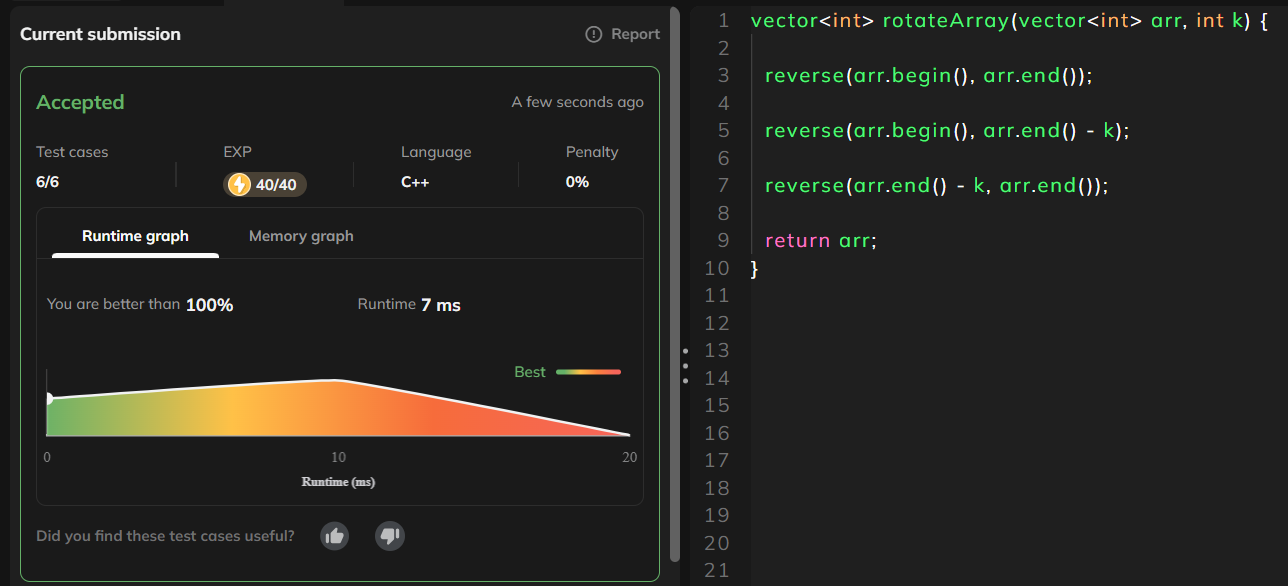 Current submission
Report
Accepted
A few seconds ago
Test cases
EXP
Language
Penalty
6/6
40/40
C++
0%
Runtime graph
Memory graph
You are better than 100%
Runtime 7 ms
Best
0
10
20
Runtime (ms)
Did you find these test cases useful?
1 vector<int> rotateArray(vector<int> arr, int k) {
2
3 reverse(arr.begin(), arr.end());
4
5 reverse(arr.begin(), arr.end() - k);
6
7 reverse(arr.end() - k, arr.end());
8
9 return arr;
10 }
11
12
13
14
15
16
17
18
19
20
21